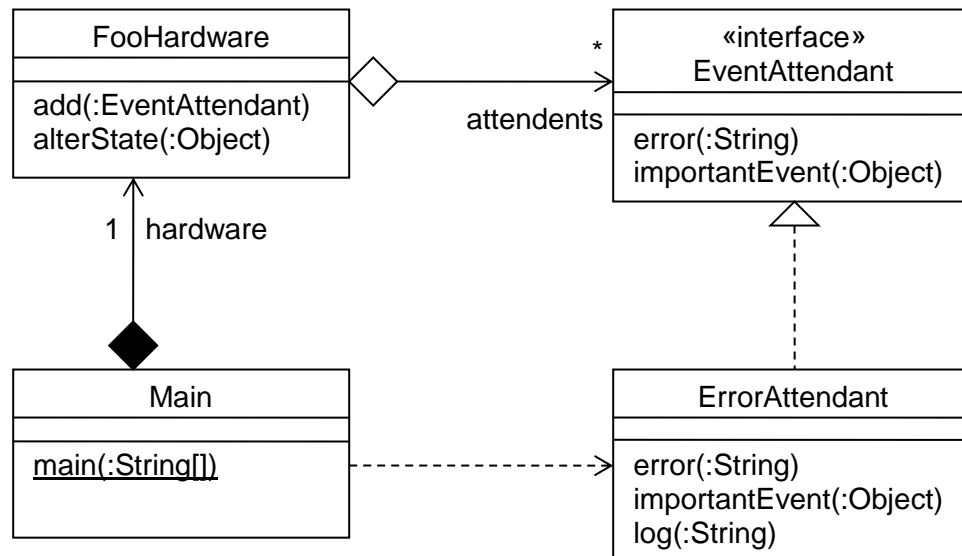 FooHardware
add(:EventAttendant)
alterState(:Object)
*
attendents
«interface»
EventAttendant
error(:String)
importantEvent(:Object)
1 hardware
Main
main(:String[])
ErrorAttendant
error(:String)
importantEvent(:Object)
log(:String)